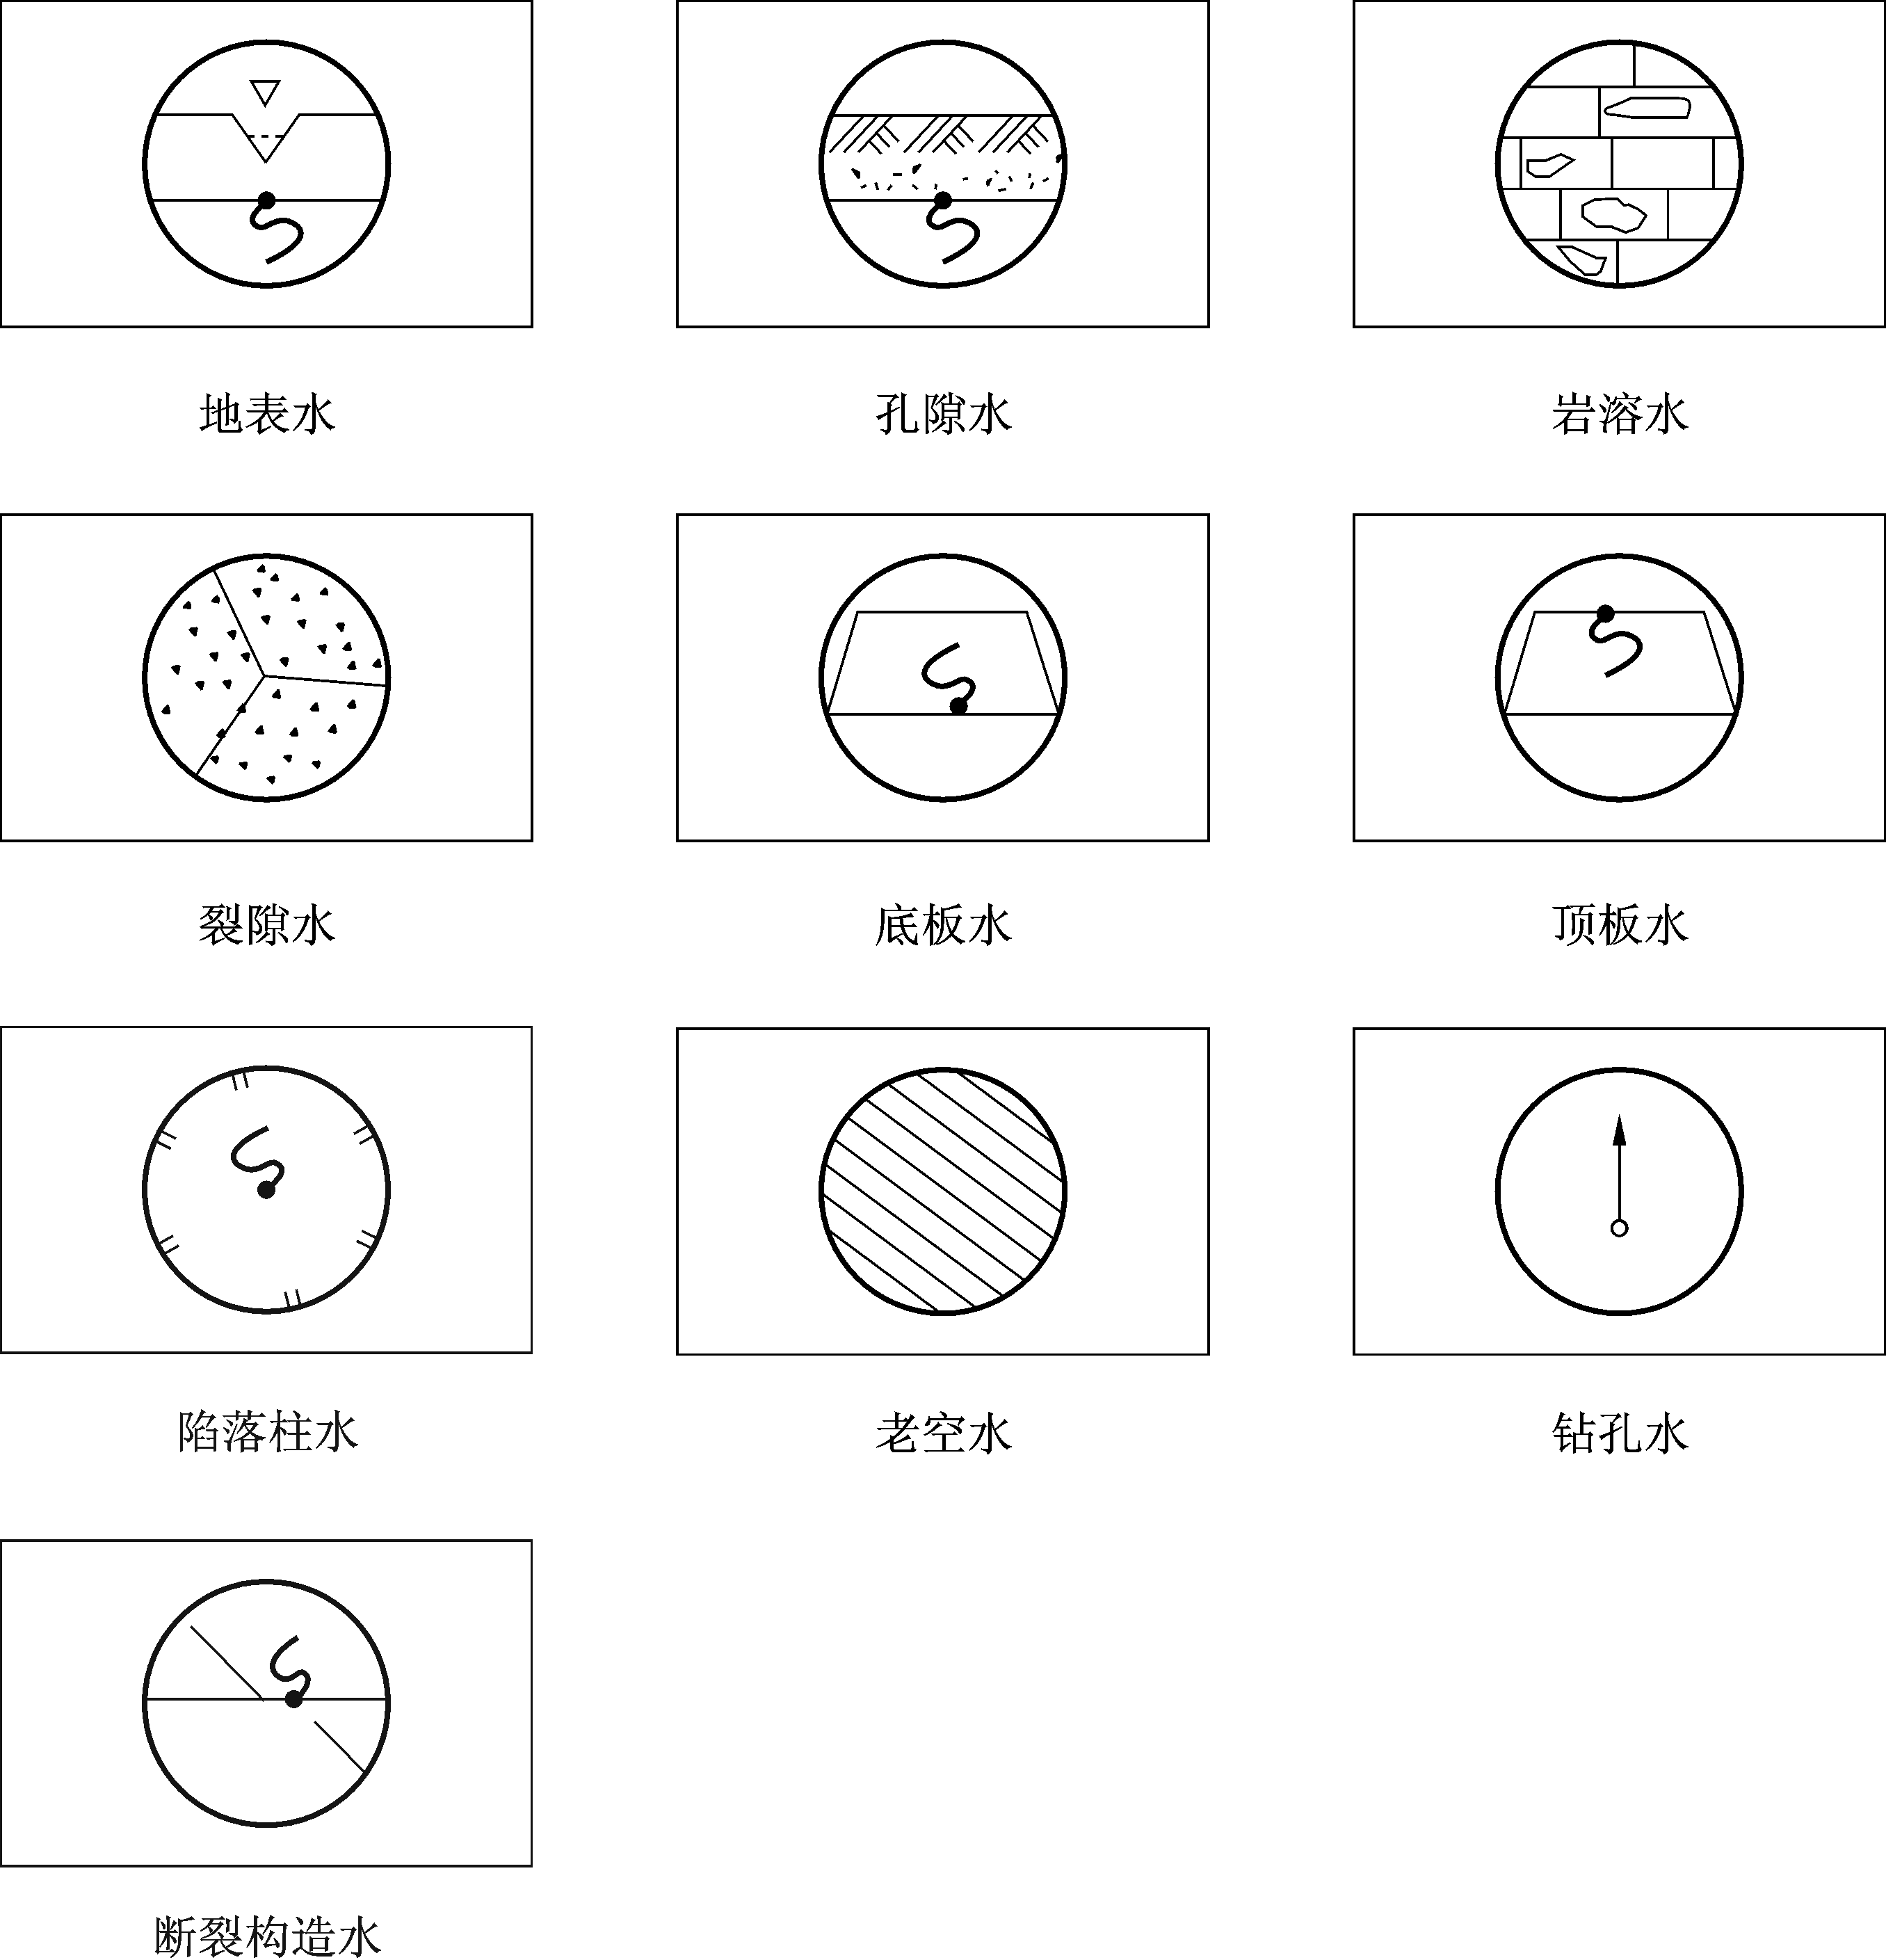 地表水
孔隙水
岩溶水
裂隙水
底板水
顶板水
陷落柱水
老空水
钻孔水
断裂构造水